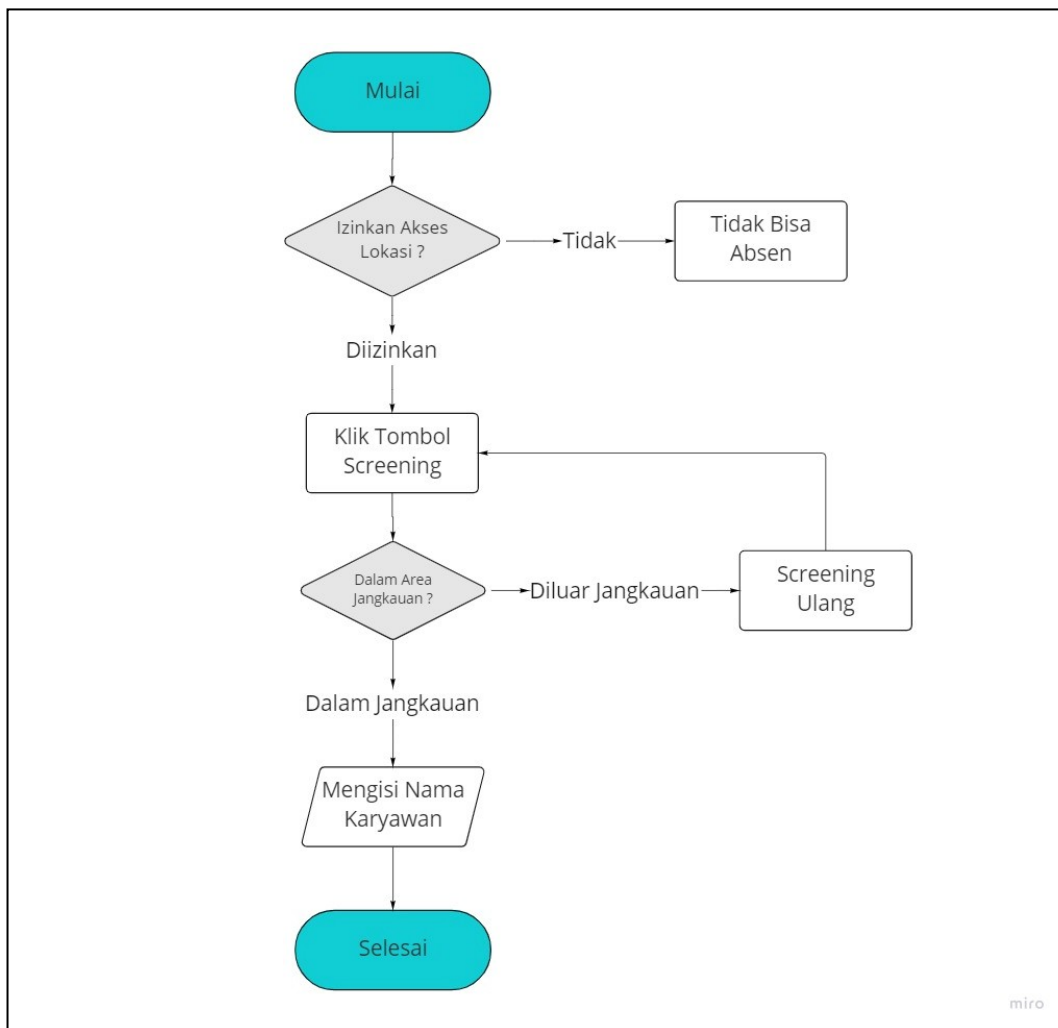 Mulai
Izinkan Akses
Lokasi ?
Tidak
Tidak Bisa
Absen
Diizinkan
Klik Tombol
Screening
Dalam Area
Jangkauan ?
Diluar Jangkauan
Screening
Ulang
Dalam Jangkauan
Mengisi Nama
Karyawan
Selesai
miro